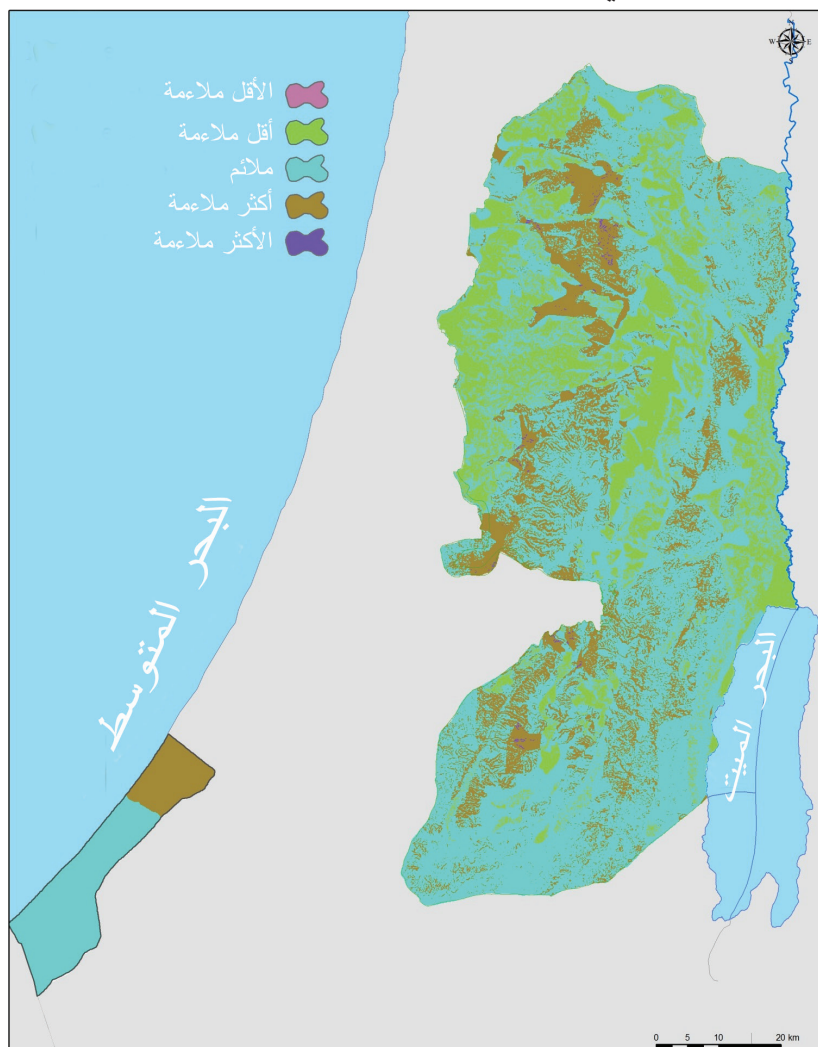 N
W E
S
الأقل ملاءمة
أقل ملاءمة
ملائم
أكثر ملاءمة
الأكثر ملاءمة
البحر المتوسط
البحر الميت
0 5 10 20 km